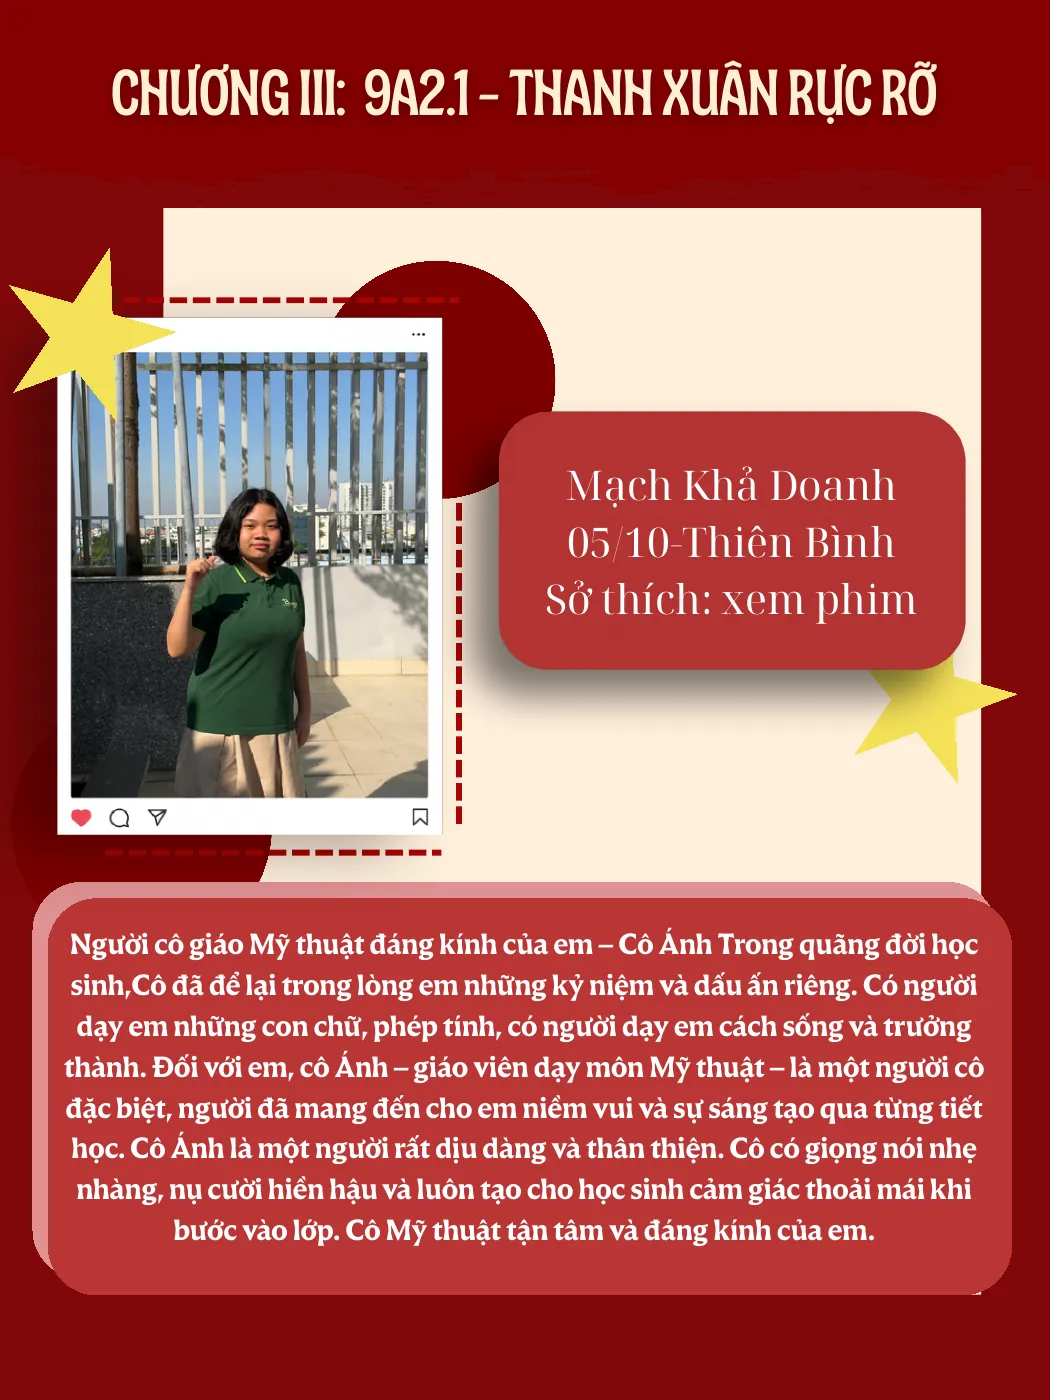 CHƯƠNG III: 9A2.1 – THANH XUÂN RỰC RỠ
Mạch Khả Doanh
05/10-Thiên Bình
Sở thích: xem phim
Người cô giáo Mỹ thuật đáng kính của em – Cô Ánh Trong quãng đời học
sinh,Cô đã để lại trong lòng em những kỷ niệm và dấu ấn riêng. Có người
dạy em những con chữ, phép tính, có người dạy em cách sống và trưởng
thành. Đối với em, cô Ánh – giáo viên dạy môn Mỹ thuật – là một người cô
đặc biệt, người đã mang đến cho em niềm vui và sự sáng tạo qua từng tiết
học. Cô Ánh là một người rất dịu dàng và thân thiện. Cô có giọng nói nhẹ
nhàng, nụ cười hiền hậu và luôn tạo cho học sinh cảm giác thoải mái khi
bước vào lớp. Cô Mỹ thuật tận tâm và đáng kính của em.